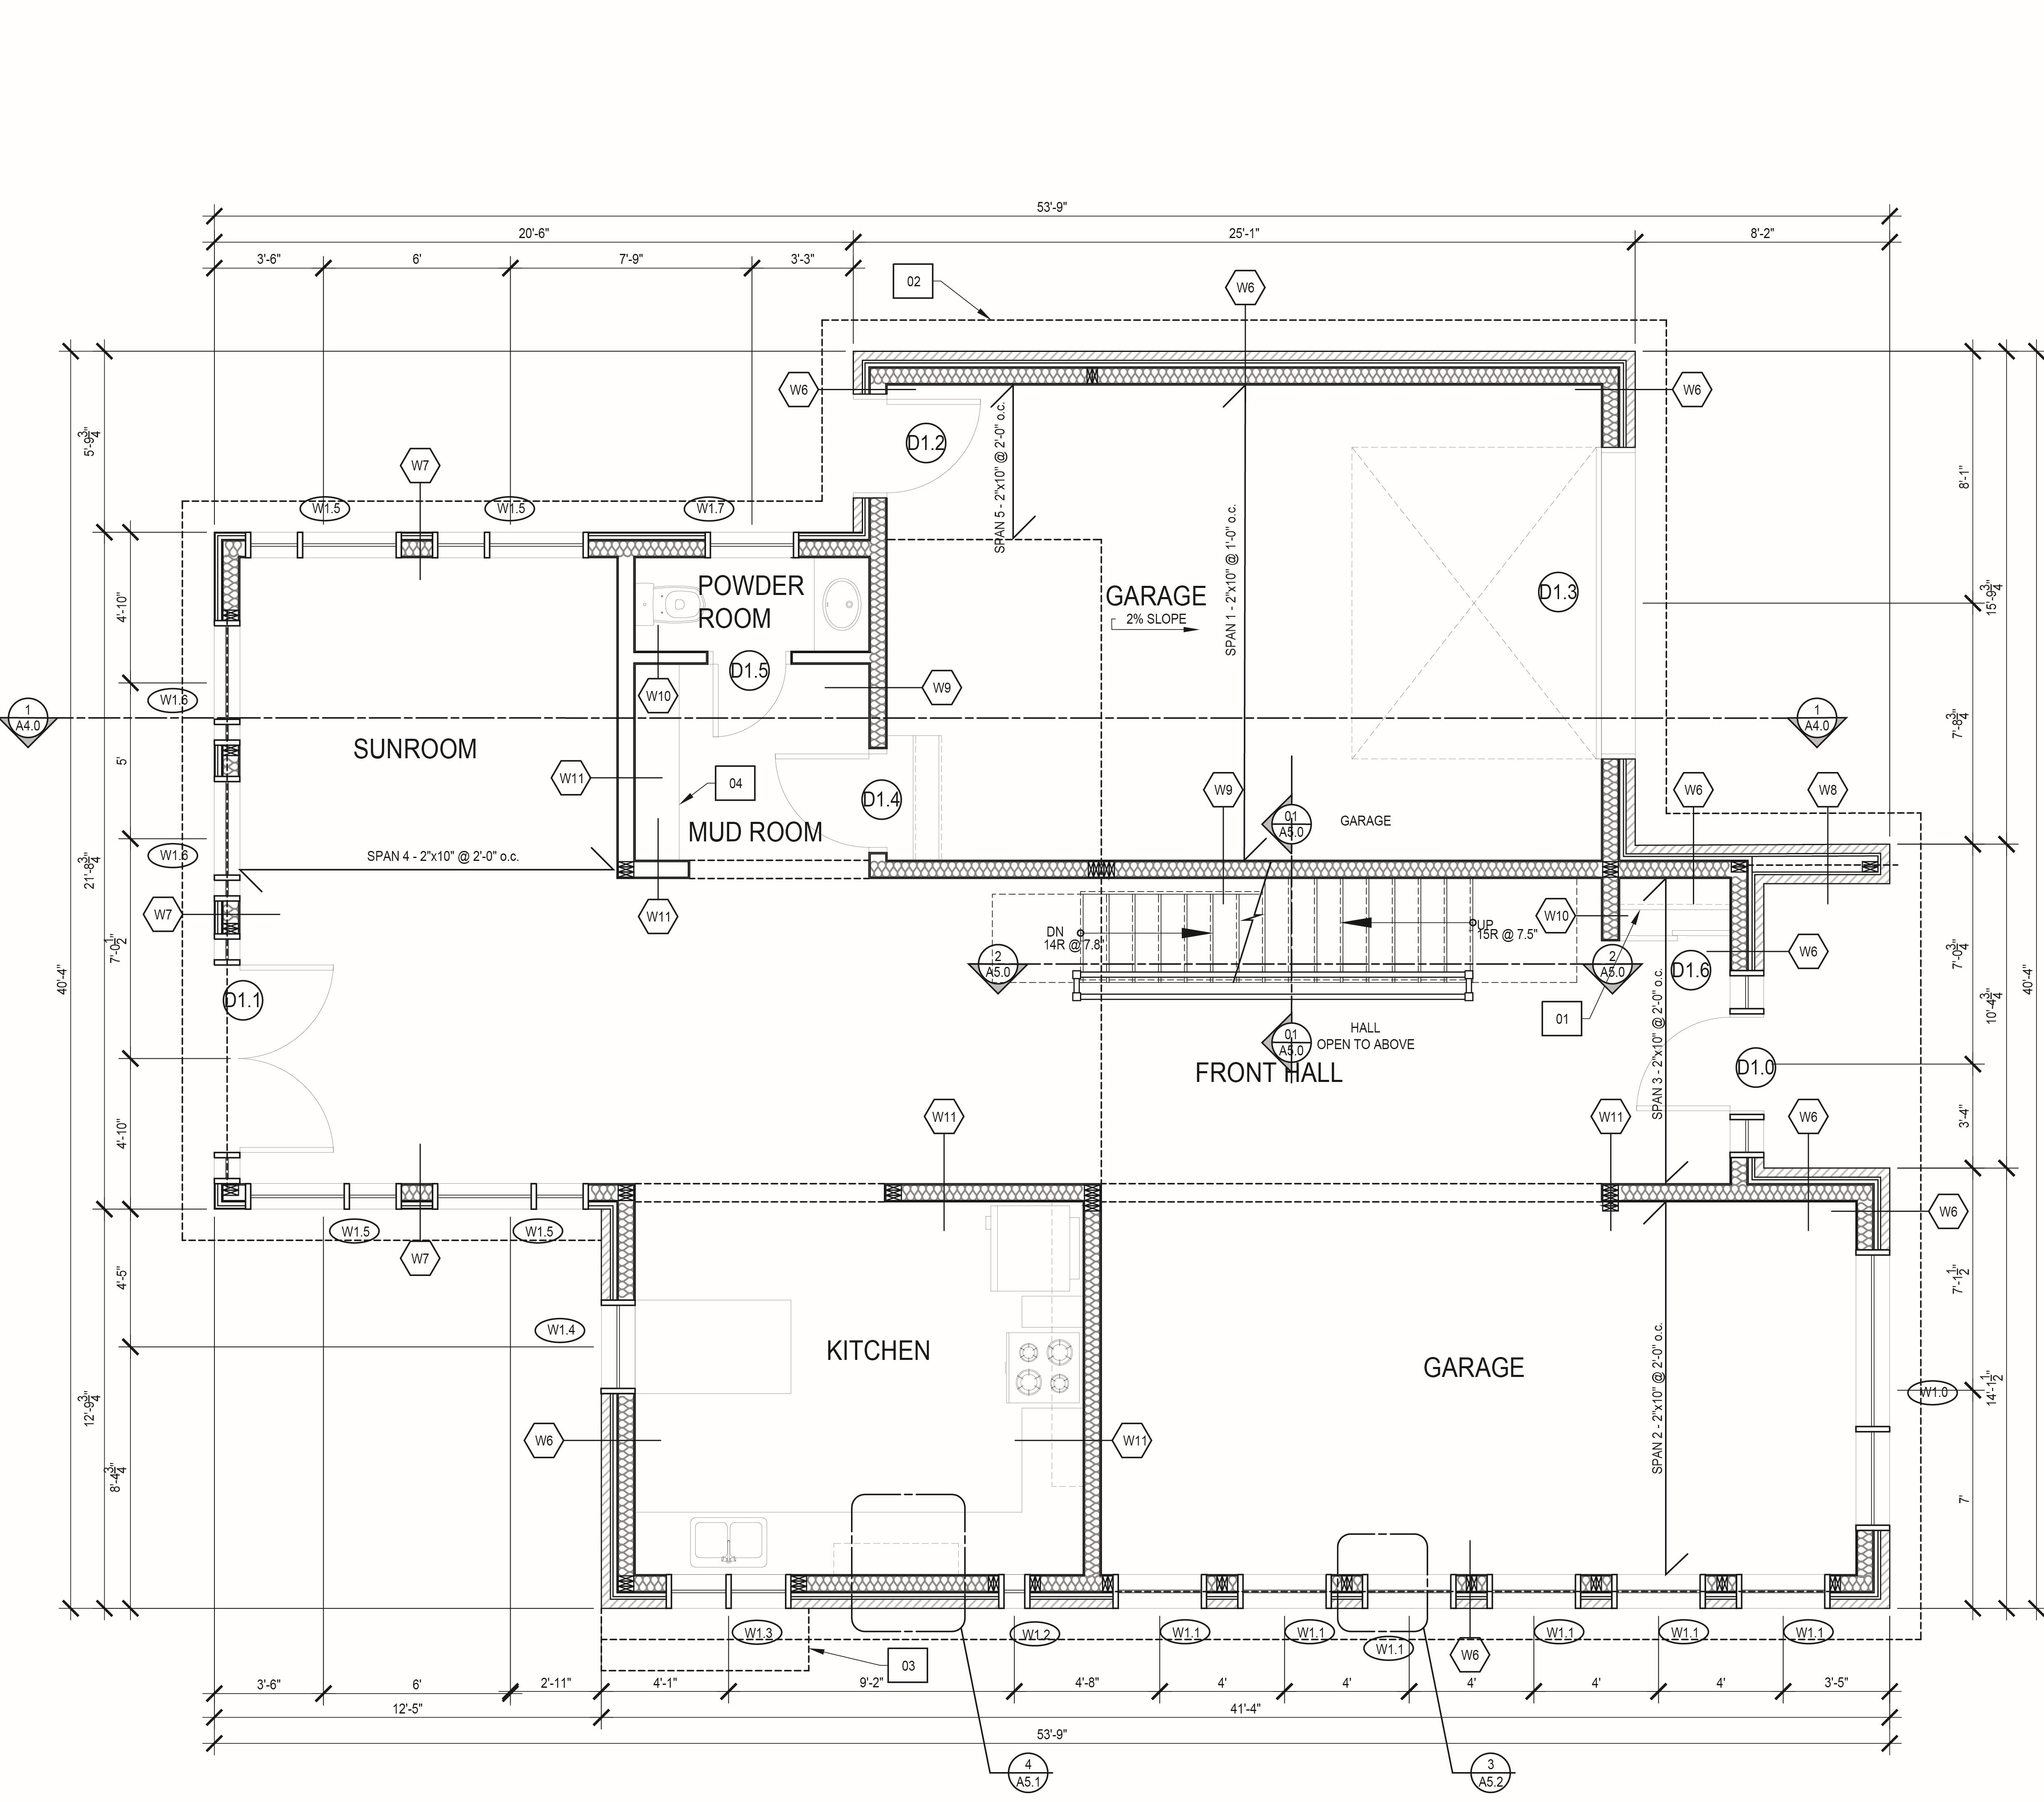 53'-9"
20'-6"
25'-1"
8'-2"
3'-6"
6'
7'-9"
3'-3"
02
W6
W6
W6
D1.2
SPAN 5 - 2"x10" @ 2'-0" o.c.
5'-9 3/4"
W7
W1.5
W1.5
W1.7
8'-1"
SPAN 1 - 2"x10" @ 1'-0" o.c.
POWDER
ROOM
GARAGE
2% SLOPE
D1.3
15'-9 3/4"
4'-10"
D1.5
W10
W9
W1.6
1
A4.0
1
A4.0
7'-8 3/4"
SUNROOM
5'
W11
04
D1.4
W9
W6
W8
MUD ROOM
01
A5.0
GARAGE
SPAN 4 - 2"x10" @ 2'-0" o.c.
W1.6
21'-8 3/4"
W7
W11
W10
DN
14R @ 7.8"
UP
15R @ 7.5"
7'-0 1/2"
W6
7'-0 3/4"
2
A5.0
2
A5.0
D1.6
40'-4"
40'-4"
D1.1
01
10'-4 3/4"
HALL
OPEN TO ABOVE
01
A5.0
FRONT HALL
D1.0
SPAN 3 - 2"x10" @ 2'-0" o.c.
W11
W11
W6
3'-4"
4'-10"
W6
W1.5
W1.5
W7
4'-5"
7'-1 1/2"
W1.4
KITCHEN
GARAGE
SPAN 2 - 2"x10" @ 2'-0" o.c.
W1.0
14'-1 1/2"
12'-9 3/4"
W6
W11
8'-4 3/4"
7'
W1.3
W1.2
W1.1
W1.1
W1.1
W1.1
W1.1
W1.1
W6
03
3'-6"
6'
2'-11"
4'-1"
9'-2"
4'-8"
4'
4'
4'
4'
4'
3'-5"
12'-5"
41'-4"
53'-9"
4
A5.1
3
A5.2